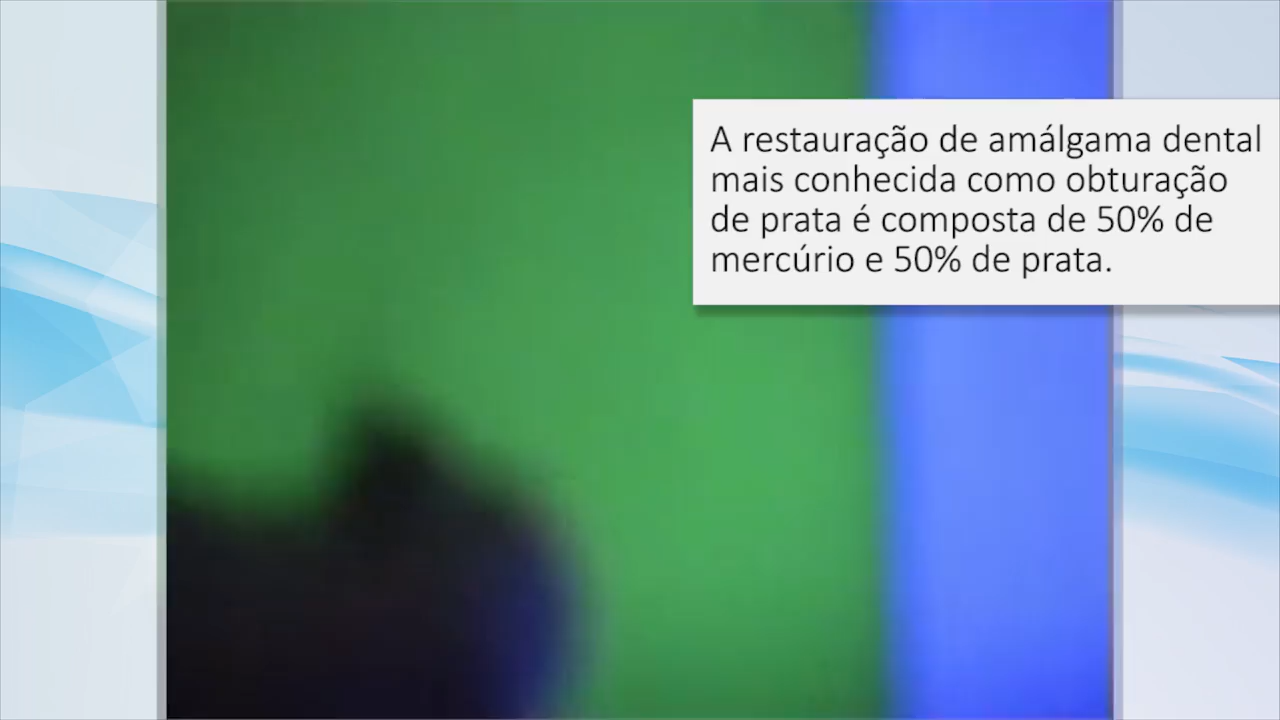 A restauração de amálgama dental
mais conhecida como obturação
de prata é composta de 50% de
mercúrio e 50% de prata.